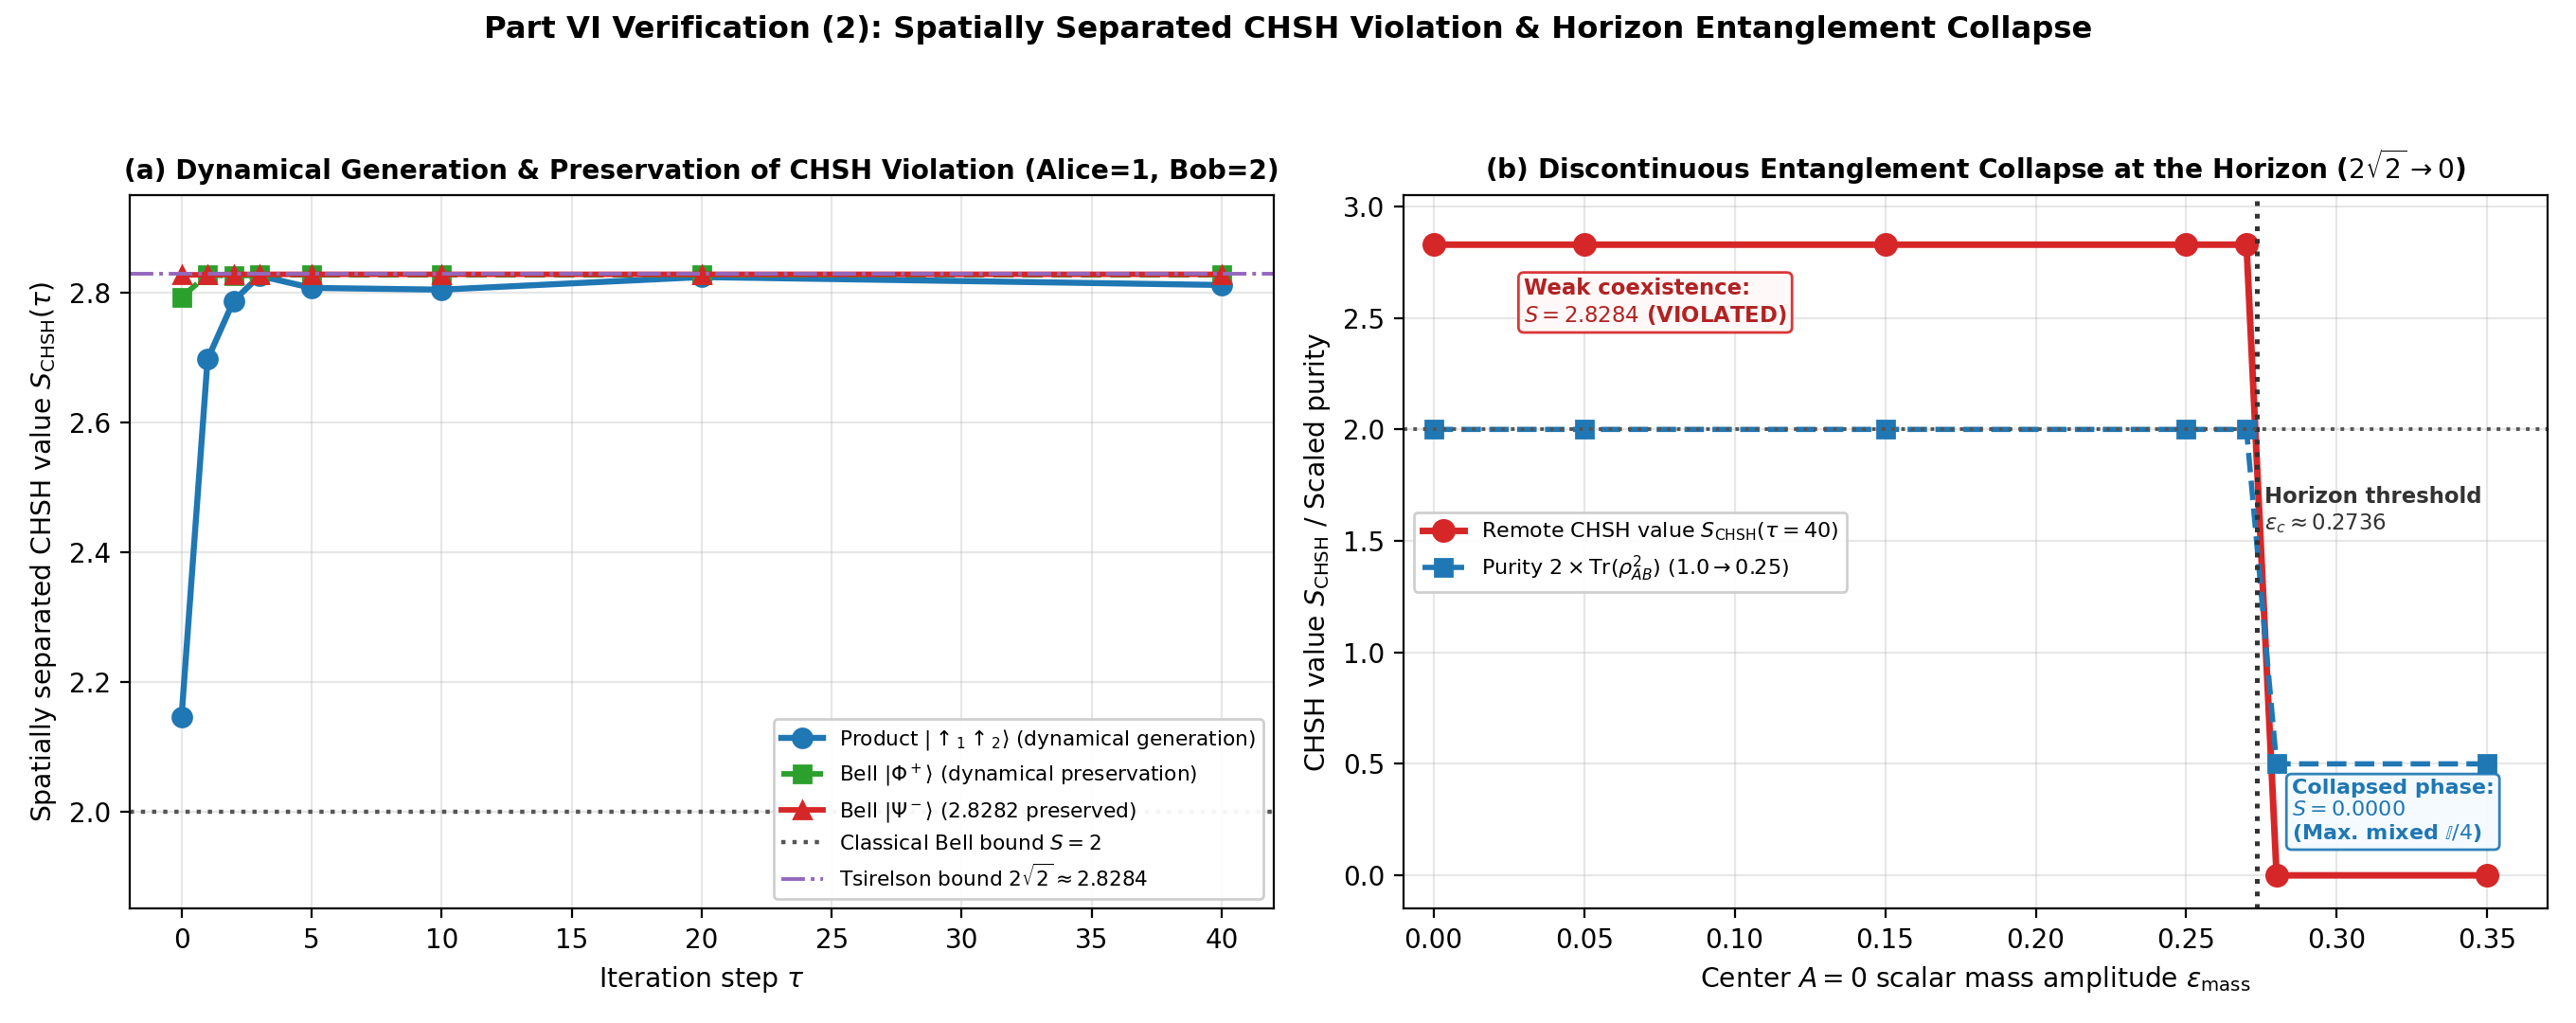 Part VI Verification (2): Spatially Separated CHSH Violation & Horizon Entanglement Collapse
(a) Dynamical Generation & Preservation of CHSH Violation (Alice=1, Bob=2)
Spatially separated CHSH value S_CHSH(τ)
2.8
2.6
2.4
2.2
2.0
0 5 10 15 20 25 30 35 40
Iteration step τ
Product |↑₁↑₂⟩ (dynamical generation)
Bell |Φ⁺⟩ (dynamical preservation)
Bell |Ψ⁻⟩ (2.8282 preserved)
Classical Bell bound S = 2
Tsirelson bound 2√2 ≈ 2.8284
(b) Discontinuous Entanglement Collapse at the Horizon (2√2 → 0)
CHSH value S_CHSH / Scaled purity
3.0
2.5
2.0
1.5
1.0
0.5
0.0
0.00 0.05 0.10 0.15 0.20 0.25 0.30 0.35
Center A = 0 scalar mass amplitude ε_mass
Weak coexistence:
S = 2.8284 (VIOLATED)
Remote CHSH value S_CHSH(τ = 40)
Purity 2 × Tr(ρ²_AB) (1.0 → 0.25)
Horizon threshold
ε_c ≈ 0.2736
Collapsed phase:
S = 0.0000
(Max. mixed 𝕀/4)